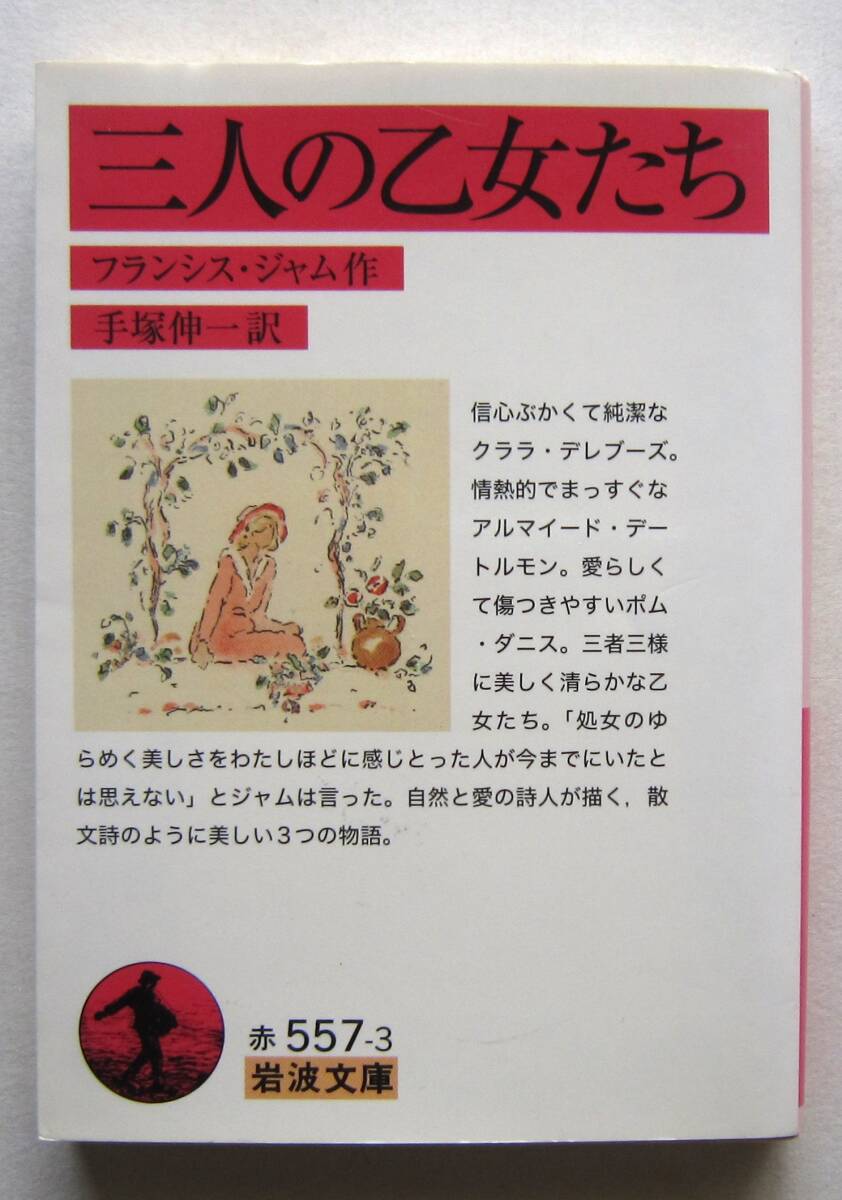 三人の乙女たち
フランシス・ジャム作
手塚伸一訳
信心ぶかくて純潔な
クララ・デレブーズ。
情熱的でまっすぐな
アルマイード・デー
トルモン。愛らしく
て傷つきやすいポム
・ダニス。三者三様
に美しく清らかな乙
女たち。「処女のゆ
らめく美しさをわたしほどに感じとった人が今までにいたと
は思えない」とジャムは言った。自然と愛の詩人が描く，散
文詩のように美しい3つの物語。
赤 557-3
岩波文庫